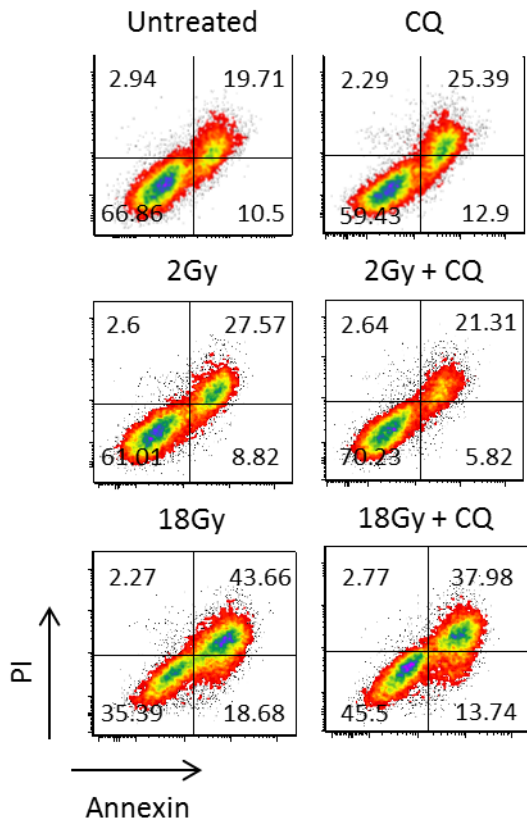 Untreated CQ
2.94 19.71 2.29 25.39
66.86 10.5 59.43 12.9
2Gy 2Gy + CQ
2.6 27.57 2.64 21.31
61.01 8.82 70.23 5.82
18Gy 18Gy + CQ
2.27 43.66 2.77 37.98
35.39 18.68 45.5 13.74
PI
Annexin